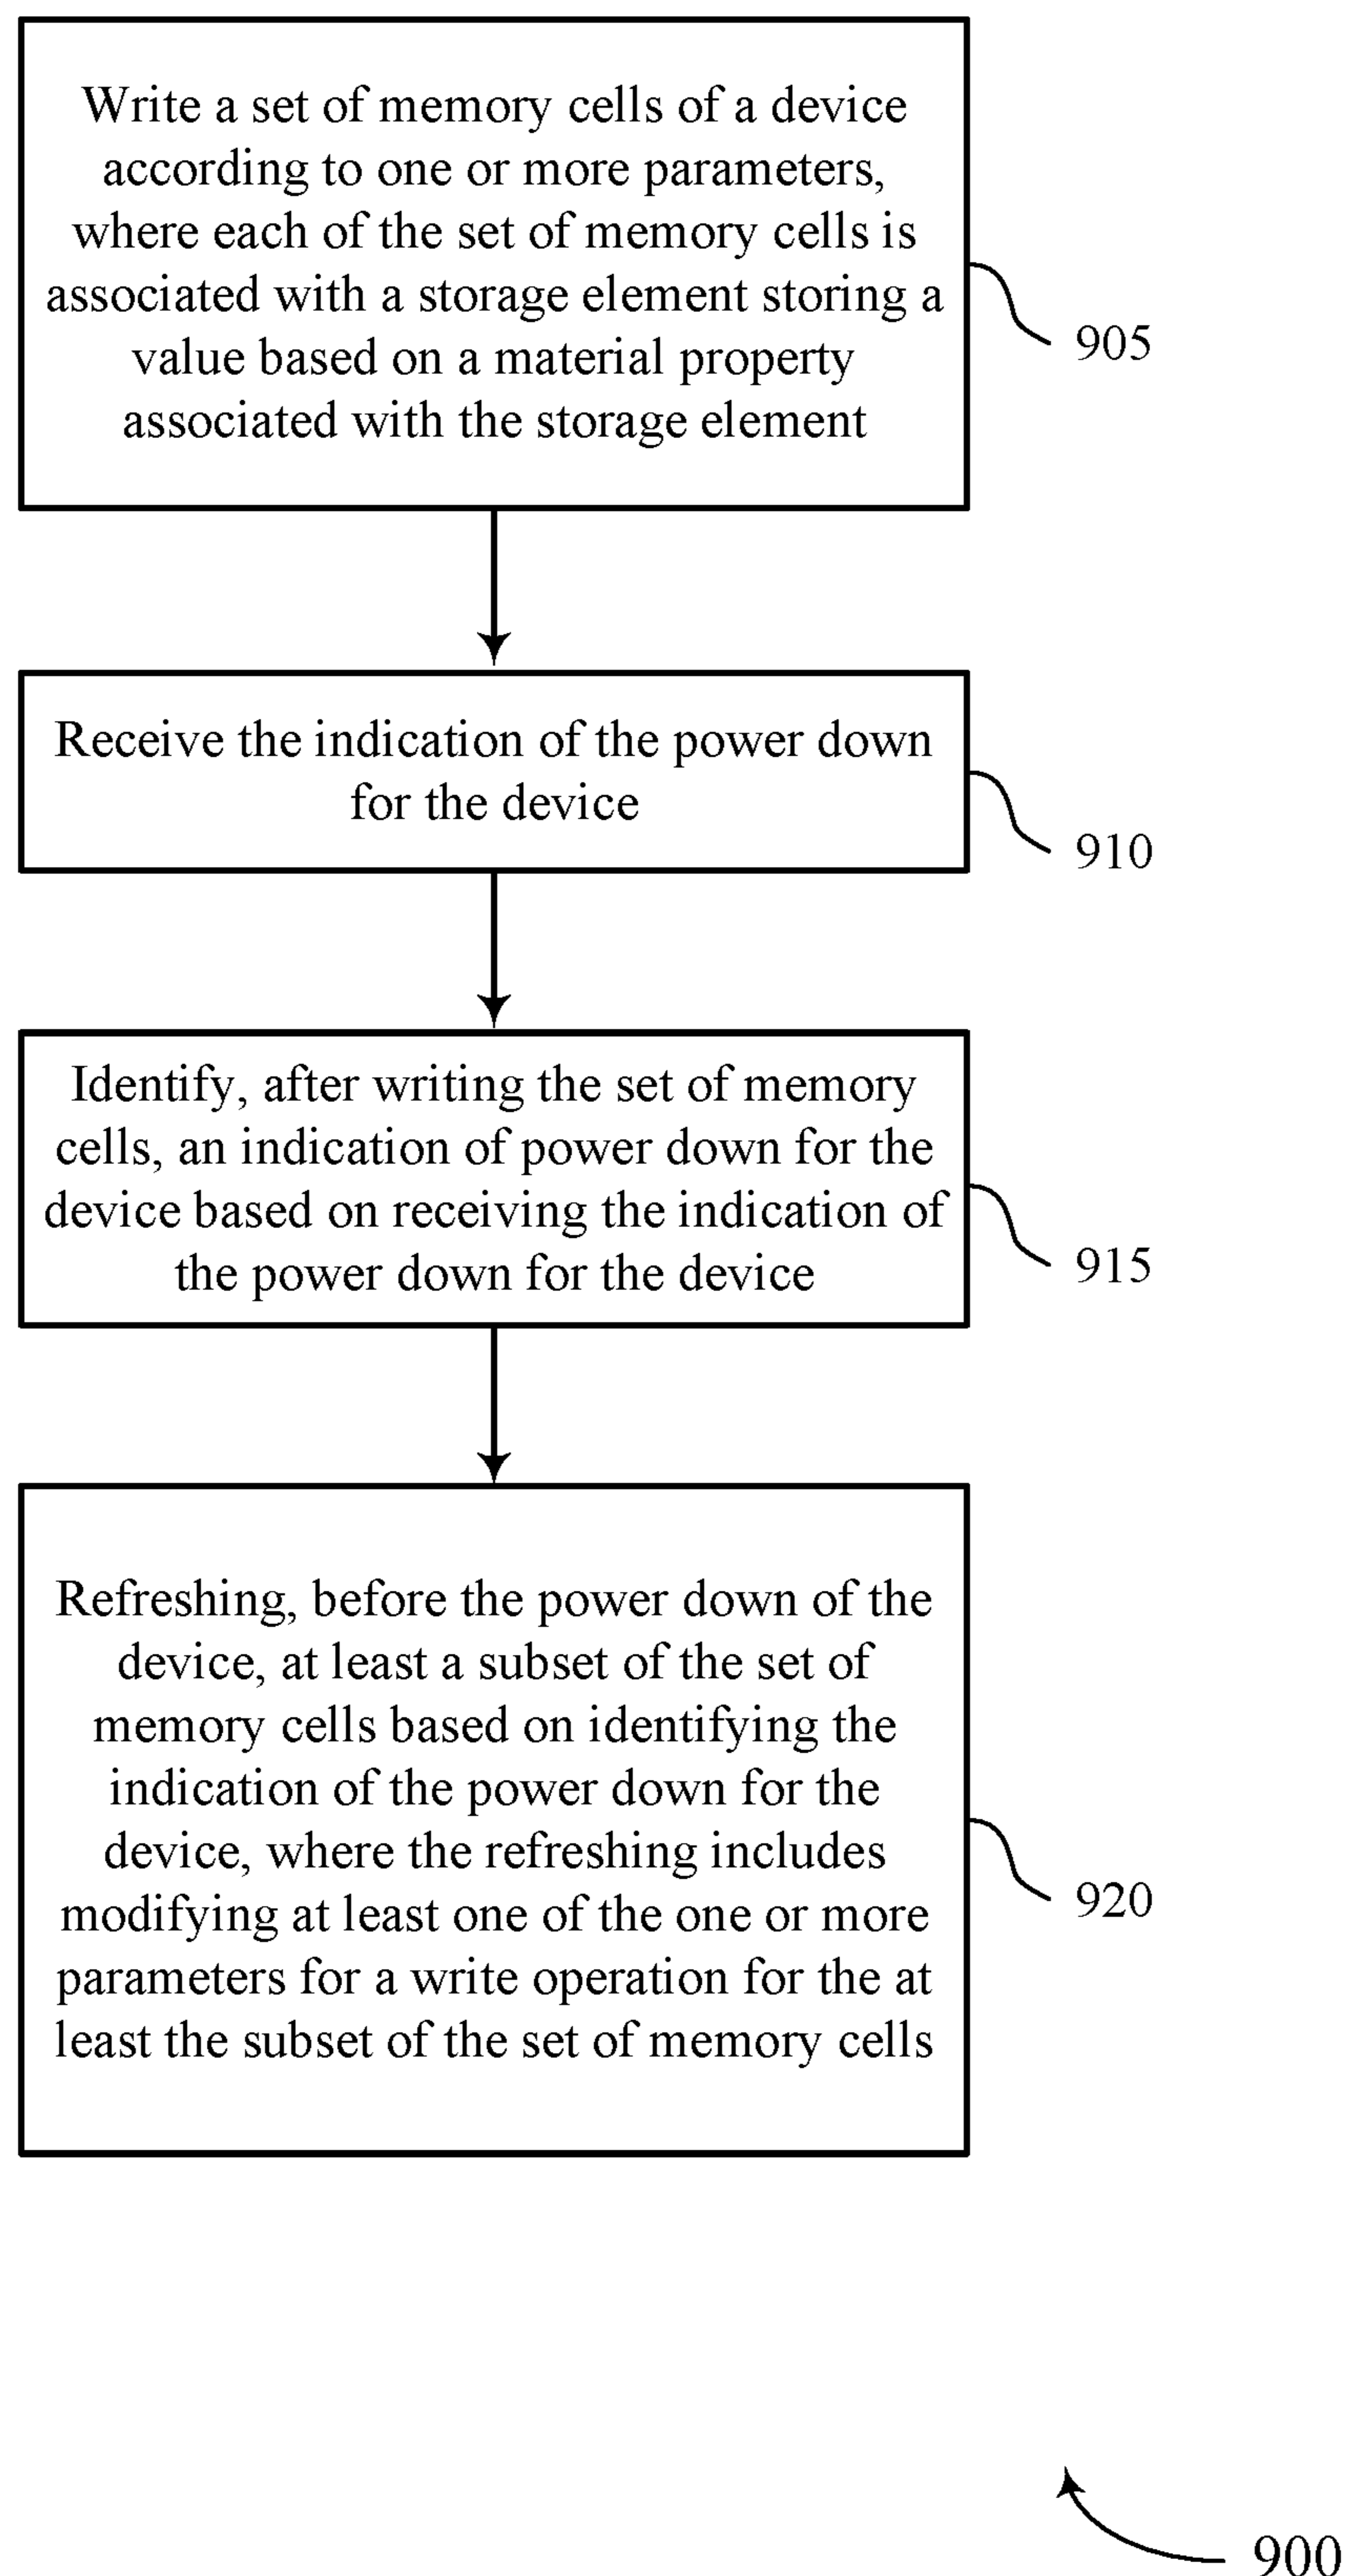 Write a set of memory cells of a device
according to one or more parameters,
where each of the set of memory cells is
associated with a storage element storing a
value based on a material property
associated with the storage element
905
Receive the indication of the power down
for the device
910
Identify, after writing the set of memory
cells, an indication of power down for the
device based on receiving the indication of
the power down for the device
915
Refreshing, before the power down of the
device, at least a subset of the set of
memory cells based on identifying the
indication of the power down for the
device, where the refreshing includes
modifying at least one of the one or more
parameters for a write operation for the at
least the subset of the set of memory cells
920
900